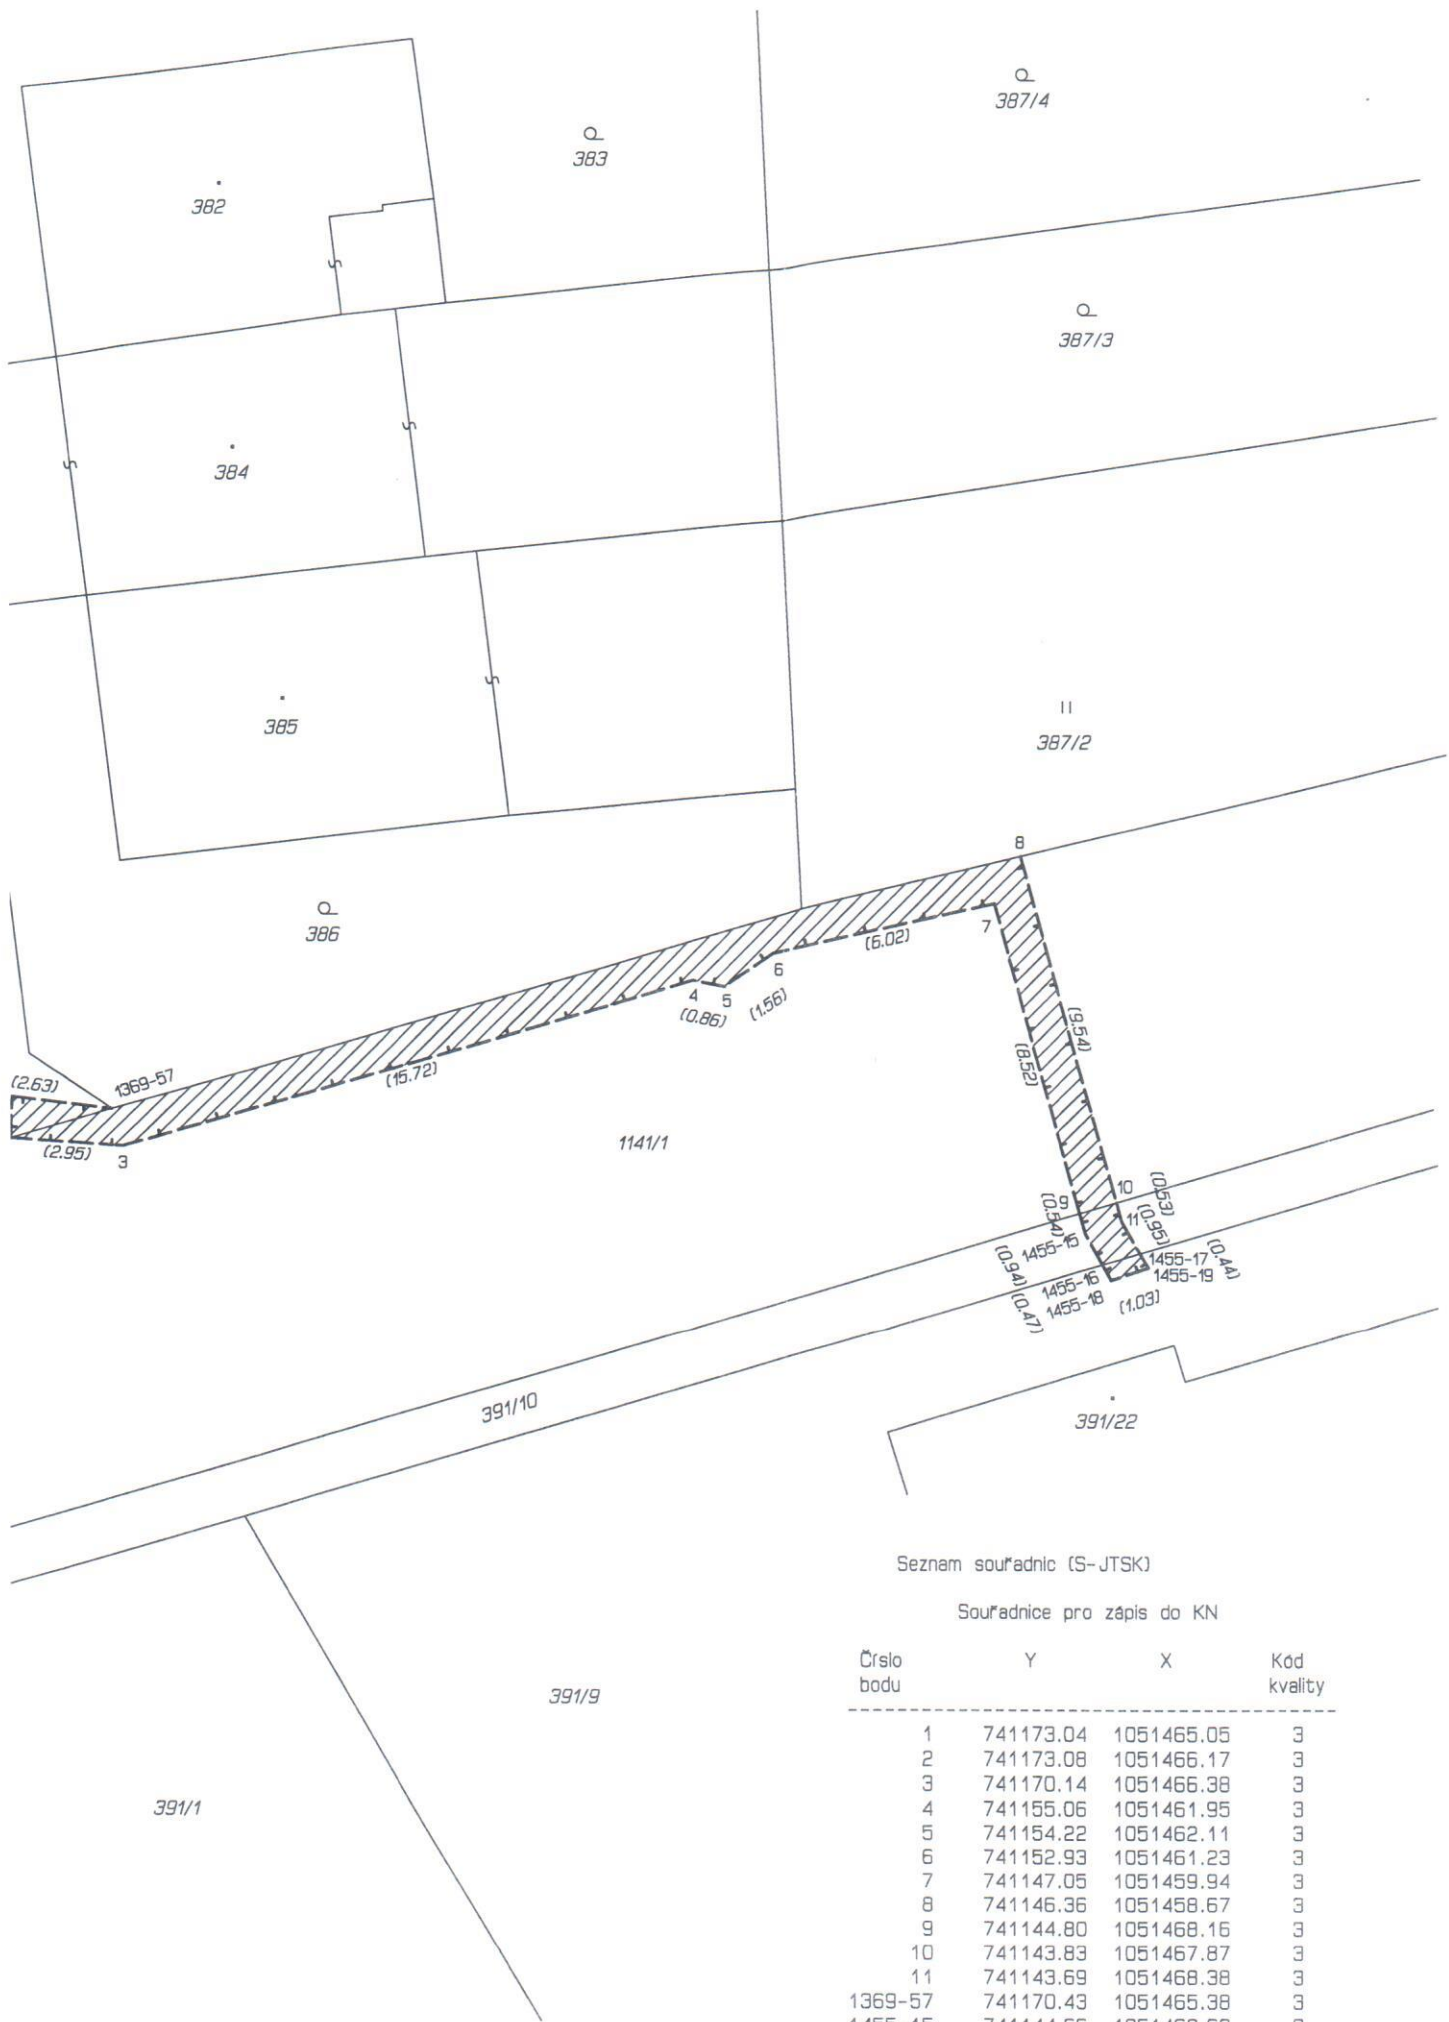 387/4
383
382
387/3
384
385
387/2
8
386
7
(6.02)
6
4
5
(0.86)
(1.56)
(9.54)
(8.52)
(2.63)
1369-57
(15.72)
(2.95)
3
1141/1
9
10
(0.53)
(0.54)
11
(0.95)
1455-15
(0.94)
1455-17
(0.44)
1455-16
1455-19
1455-18
(0.47)
(1.03)
391/10
391/22
Seznam souřadnic (S-JTSK)
Souřadnice pro zápis do KN
Číslo bodu Y X Kód kvality
1 741173.04 1051465.05 3
2 741173.08 1051466.17 3
3 741170.14 1051466.38 3
4 741155.06 1051461.95 3
5 741154.22 1051462.11 3
6 741152.93 1051461.23 3
7 741147.05 1051459.94 3
8 741146.36 1051458.67 3
9 741144.80 1051468.16 3
10 741143.83 1051467.87 3
11 741143.69 1051468.38 3
1369-57 741170.43 1051465.38 3
391/9
391/1